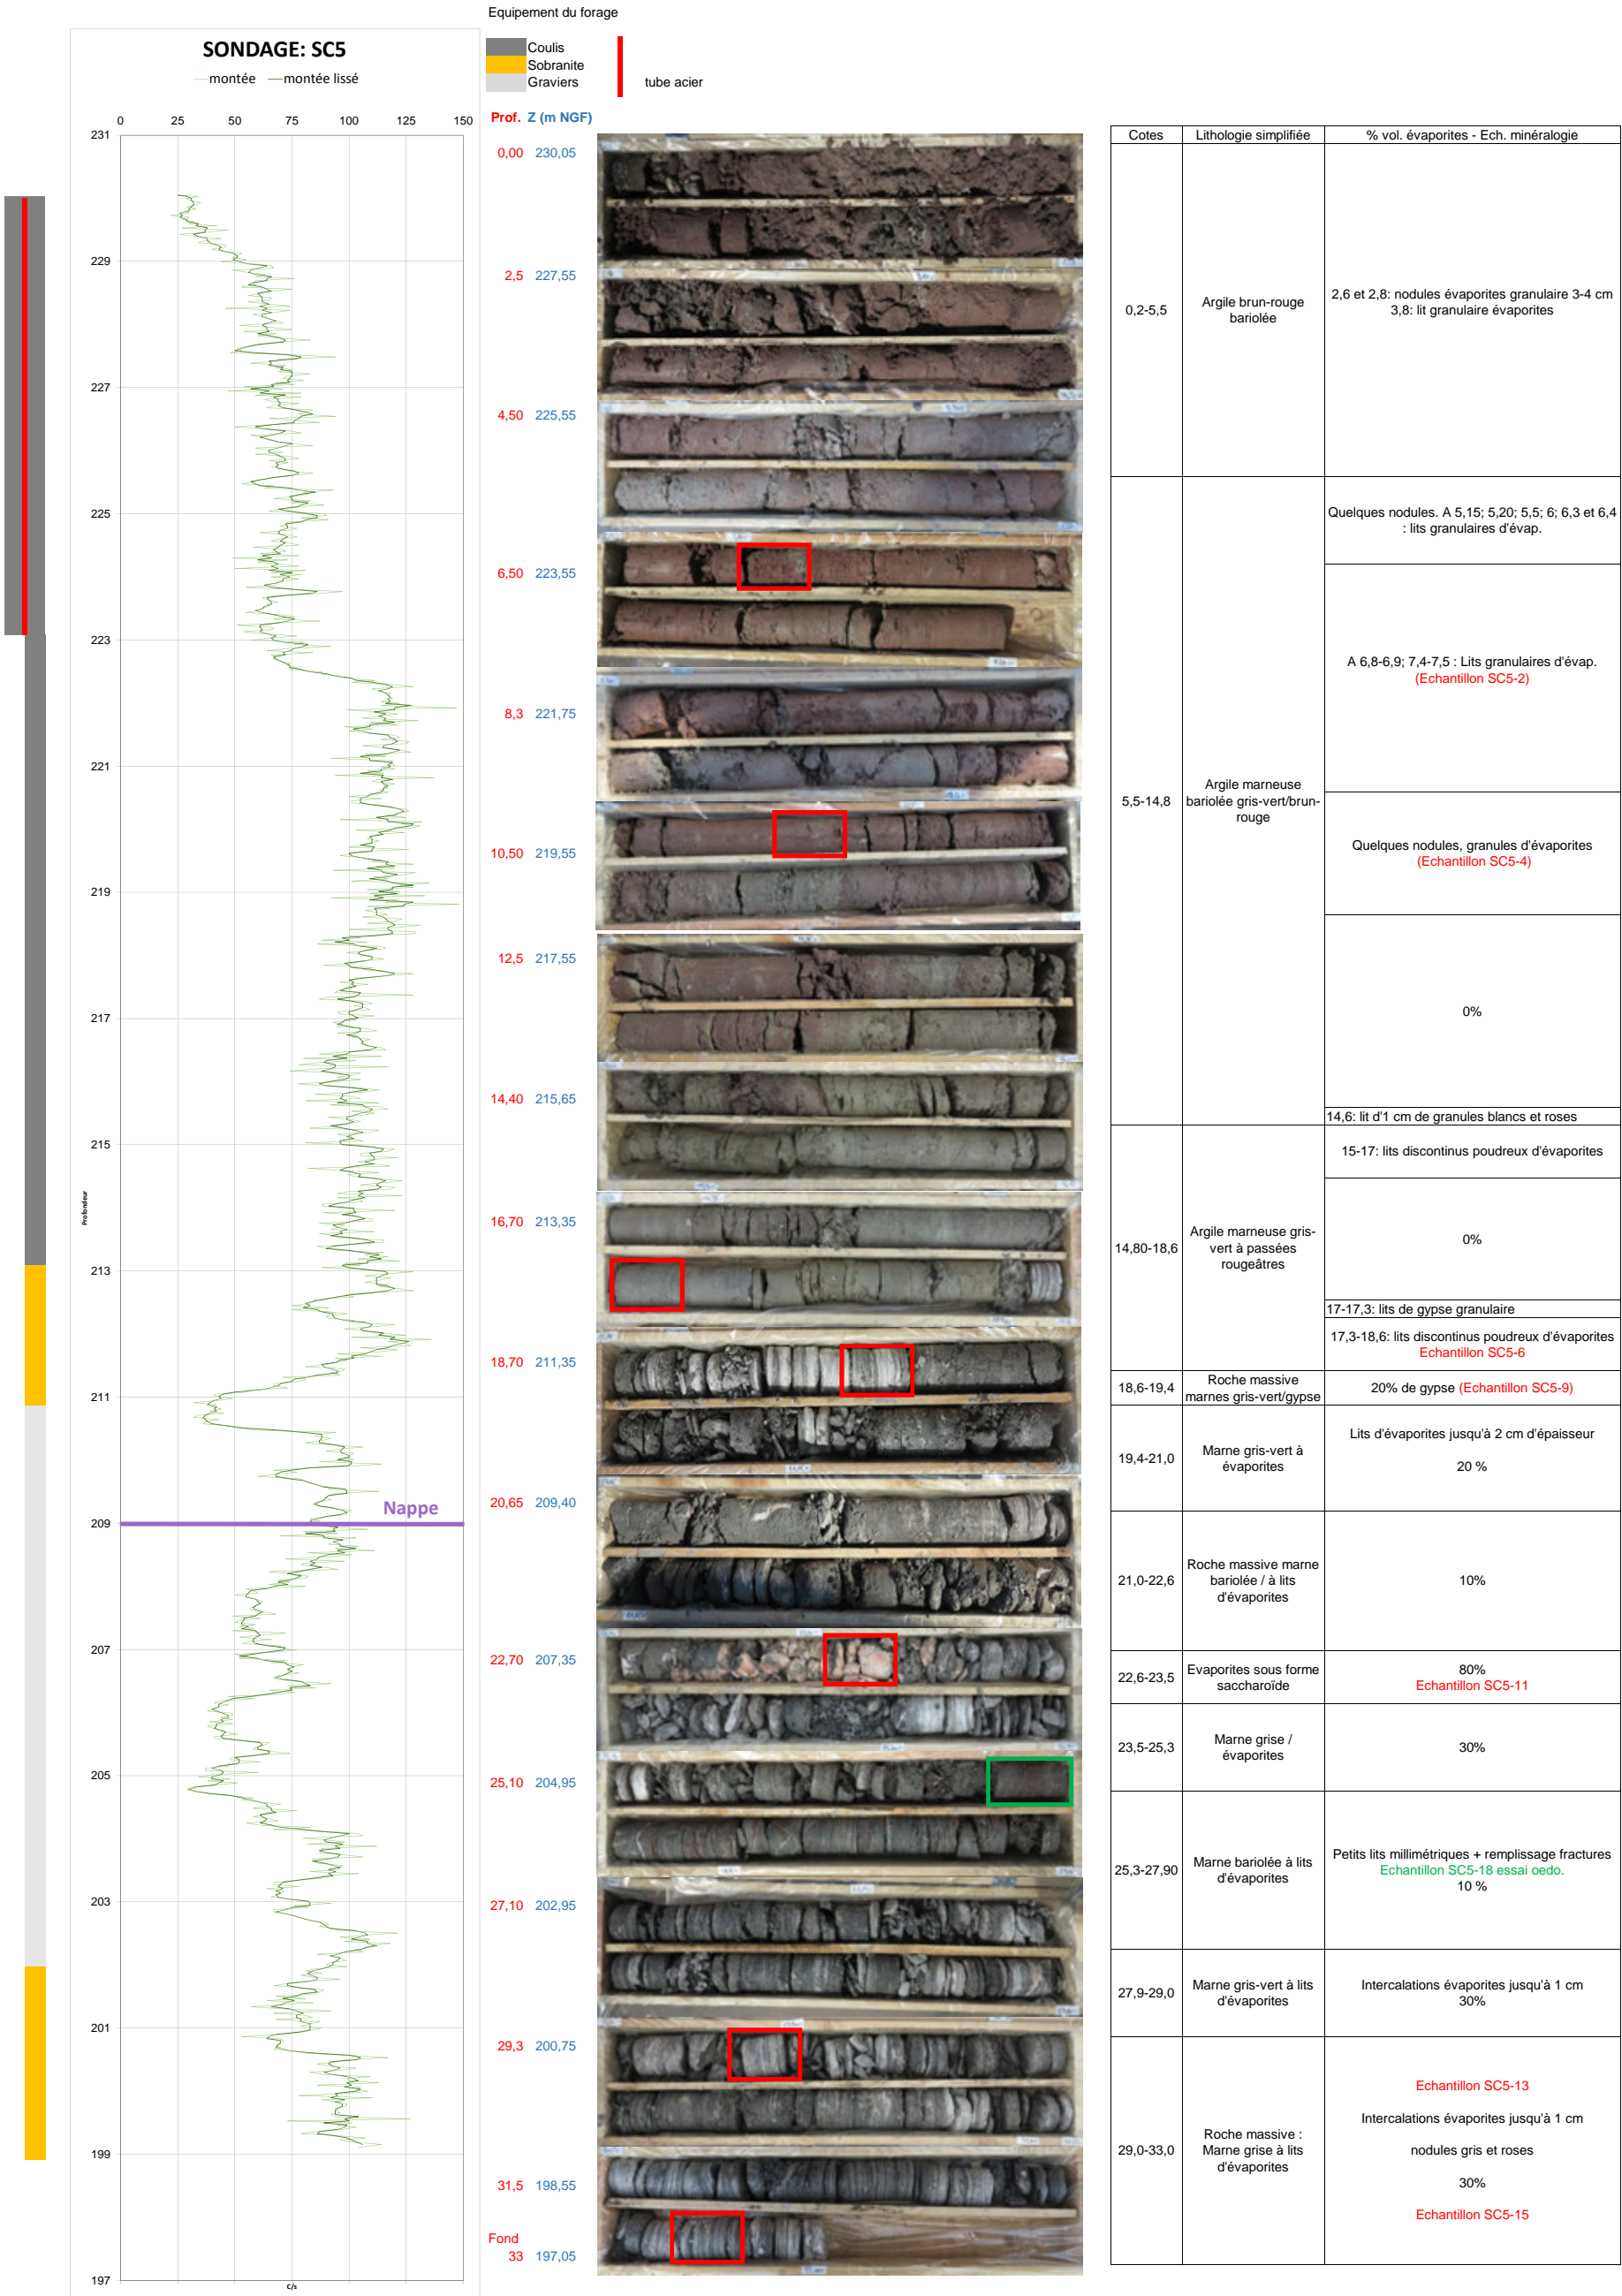 Equipement du forage
SONDAGE: SC5
montée montée lissé
Coulis
Sobranite
Graviers
tube acier
0 25 50 75 100 125 150
Prof. Z (m NGF)
231
229
227
225
223
221
219
217
215
213
211
209
207
205
203
201
199
197
Profondeur
C/s
Nappe
0,00 230,05
2,5 227,55
4,50 225,55
6,50 223,55
8,3 221,75
10,50 219,55
12,5 217,55
14,40 215,65
16,70 213,35
18,70 211,35
20,65 209,40
22,70 207,35
25,10 204,95
27,10 202,95
29,3 200,75
31,5 198,55
Fond
33 197,05
Cotes Lithologie simplifiée % vol. évaporites - Ech. minéralogie
0,2-5,5
Argile brun-rouge
bariolée
2,6 et 2,8: nodules évaporites granulaire 3-4 cm
3,8: lit granulaire évaporites
5,5-14,8
Argile marneuse
bariolée gris-vert/brun-
rouge
Quelques nodules. A 5,15; 5,20; 5,5; 6; 6,3 et 6,4
: lits granulaires d'évap.
A 6,8-6,9; 7,4-7,5 : Lits granulaires d'évap.
(Echantillon SC5-2)
Quelques nodules, granules d'évaporites
(Echantillon SC5-4)
0%
14,6: lit d'1 cm de granules blancs et roses
14,80-18,6
Argile marneuse gris-
vert à passées
rougeâtres
15-17: lits discontinus poudreux d'évaporites
0%
17-17,3: lits de gypse granulaire
17,3-18,6: lits discontinus poudreux d'évaporites
Echantillon SC5-6
18,6-19,4
Roche massive
marnes gris-vert/gypse
20% de gypse (Echantillon SC5-9)
19,4-21,0
Marne gris-vert à
évaporites
Lits d'évaporites jusqu'à 2 cm d'épaisseur
20 %
21,0-22,6
Roche massive marne
bariolée / à lits
d'évaporites
10%
22,6-23,5
Evaporites sous forme
saccharoïde
80%
Echantillon SC5-11
23,5-25,3
Marne grise /
évaporites
30%
25,3-27,90
Marne bariolée à lits
d'évaporites
Petits lits millimétriques + remplissage fractures
Echantillon SC5-18 essai oedo.
10 %
27,9-29,0
Marne gris-vert à lits
d'évaporites
Intercalations évaporites jusqu'à 1 cm
30%
29,0-33,0
Roche massive :
Marne grise à lits
d'évaporites
Echantillon SC5-13
Intercalations évaporites jusqu'à 1 cm
nodules gris et roses
30%
Echantillon SC5-15